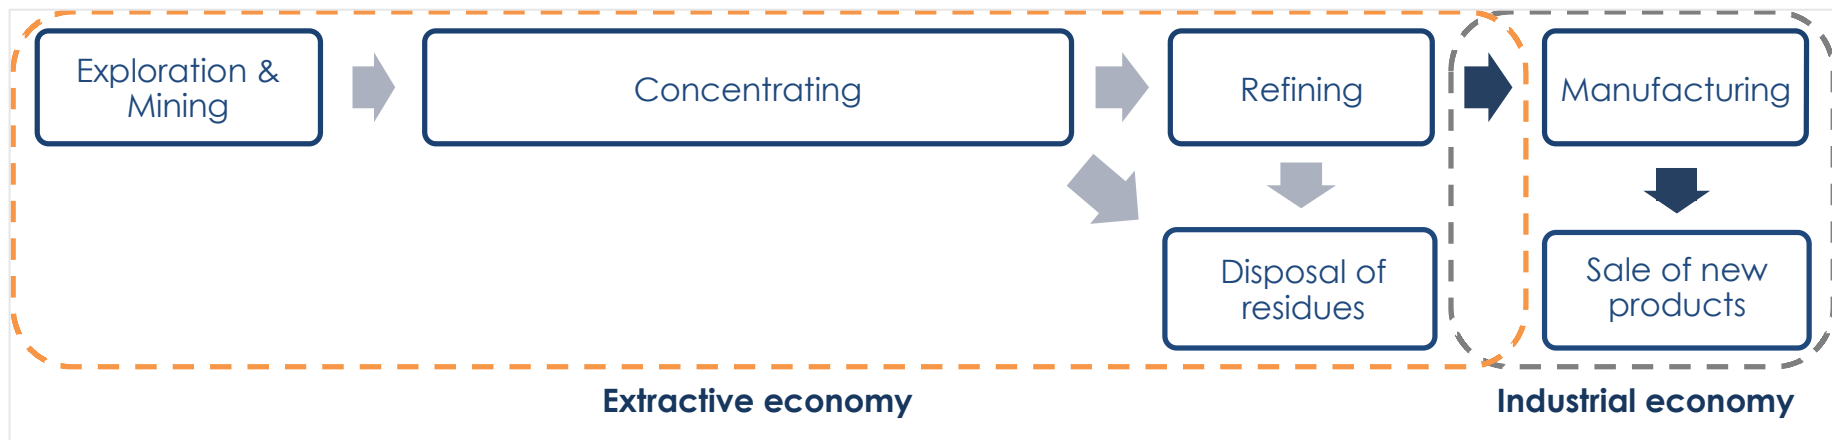 Exploration &
Mining
Concentrating
Refining
Manufacturing
Disposal of
residues
Sale of new
products
Extractive economy
Industrial economy